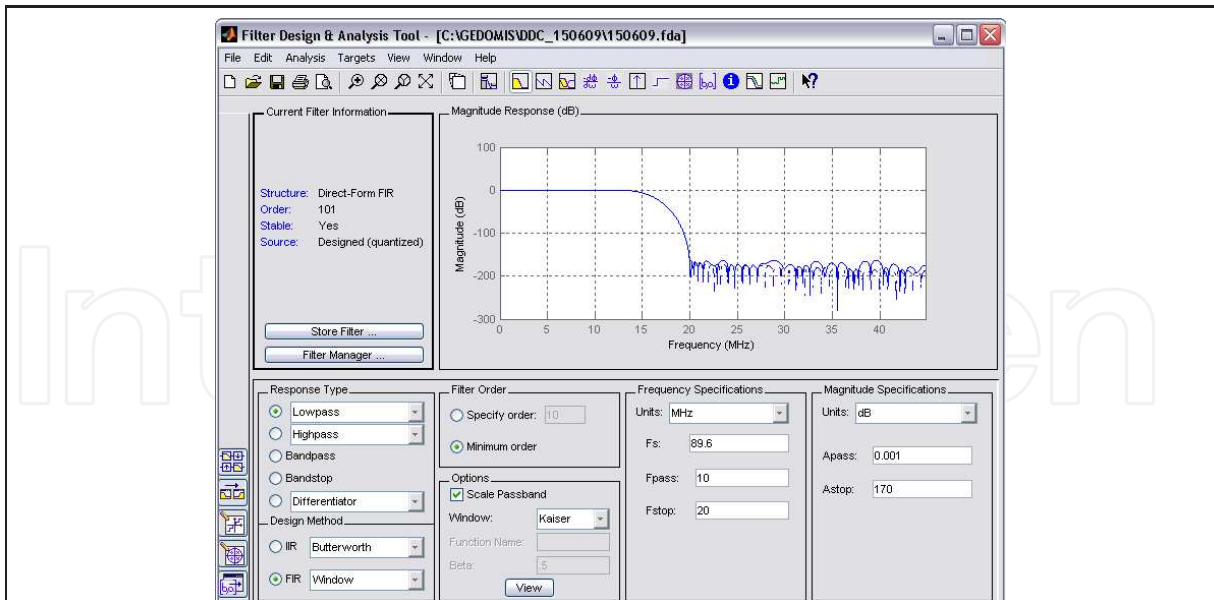 Filter Design & Analysis Tool - [C:\GEDOMIS\DDC_150609\150609.fda]
File Edit Analysis Targets View Window Help
Current Filter Information
Structure: Direct-Form FIR
Order: 101
Stable: Yes
Source: Designed (quantized)
Store Filter ...
Filter Manager ...
Magnitude Response (dB)
Magnitude (dB)
100
0
-100
-200
-300
0 5 10 15 20 25 30 35 40
Frequency (MHz)
Response Type
Lowpass
Highpass
Bandpass
Bandstop
Differentiator
Design Method
IIR Butterworth
FIR Window
Filter Order
Specify order: 10
Minimum order
Options
Scale Passband
Window: Kaiser
Function Name:
Beta: .5
View
Frequency Specifications
Units: MHz
Fs: 89.6
Fpass: 10
Fstop: 20
Magnitude Specifications
Units: dB
Apass: 0.001
Astop: 170